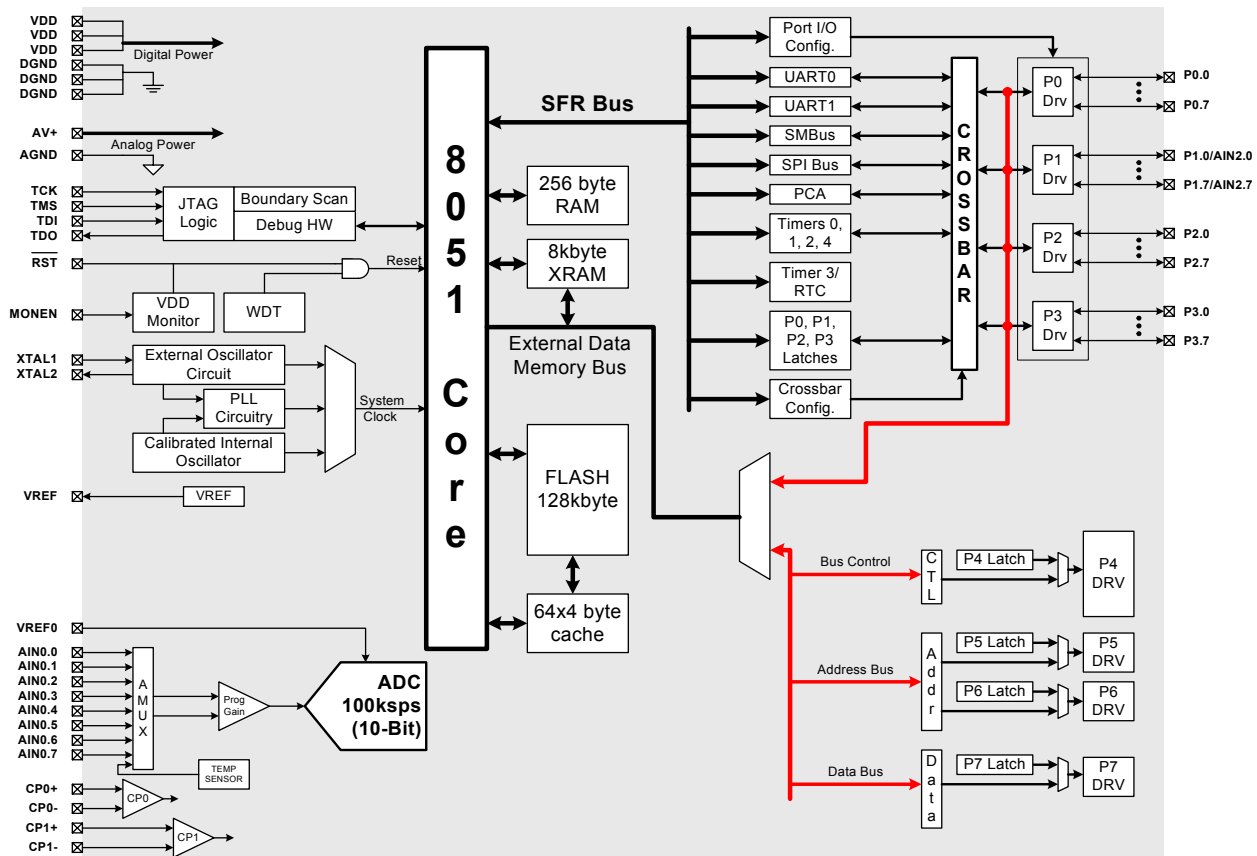 VDD
VDD
VDD
Digital Power
DGND
DGND
DGND
AV+
Analog Power
AGND
TCK
TMS
TDI
TDO
JTAG
Logic
Boundary Scan
Debug HW
RST
Reset
MONEN
VDD
Monitor
WDT
XTAL1
XTAL2
External Oscillator
Circuit
PLL
Circuitry
Calibrated Internal
Oscillator
System
Clock
VREF
VREF
VREF0
AIN0.0
AIN0.1
AIN0.2
AIN0.3
AIN0.4
AIN0.5
AIN0.6
AIN0.7
A
M
U
X
Prog
Gain
ADC
100ksps
(10-Bit)
TEMP
SENSOR
CP0+
CP0-
CP0
CP1+
CP1-
CP1
8
0
5
1
C
o
r
e
SFR Bus
256 byte
RAM
8kbyte
XRAM
External Data
Memory Bus
FLASH
128kbyte
64x4 byte
cache
Port I/O
Config.
UART0
UART1
SMBus
SPI Bus
PCA
Timers 0,
1, 2, 4
Timer 3/
RTC
P0, P1,
P2, P3
Latches
Crossbar
Config.
C
R
O
S
S
B
A
R
P0
Drv
P1
Drv
P2
Drv
P3
Drv
P0.0
P0.7
P1.0/AIN2.0
P1.7/AIN2.7
P2.0
P2.7
P3.0
P3.7
Bus Control
C
T
L
P4 Latch
P4
DRV
Address Bus
A
d
d
r
P5 Latch
P5
DRV
P6 Latch
P6
DRV
Data Bus
D
a
t
a
P7 Latch
P7
DRV